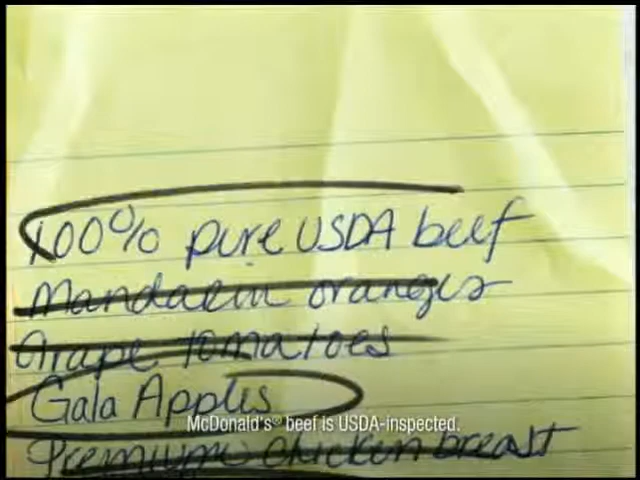 100% pure USDA beef
Mandarin oranges
Grape tomatoes
Gala Apples
McDonald's® beef is USDA-inspected.
Premium chicken breast